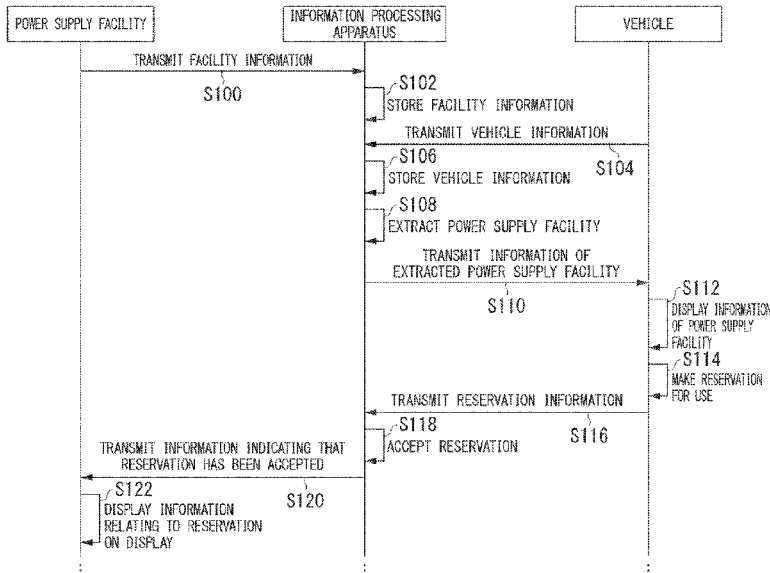 POWER SUPPLY FACILITY
INFORMATION PROCESSING
APPARATUS
VEHICLE
TRANSMIT FACILITY INFORMATION
S100
S102
STORE FACILITY INFORMATION
TRANSMIT VEHICLE INFORMATION
S104
S106
STORE VEHICLE INFORMATION
S108
EXTRACT POWER SUPPLY FACILITY
TRANSMIT INFORMATION OF
EXTRACTED POWER SUPPLY FACILITY
S110
S112
DISPLAY INFORMATION
OF POWER SUPPLY
FACILITY
S114
MAKE RESERVATION
FOR USE
TRANSMIT RESERVATION INFORMATION
S116
S118
ACCEPT RESERVATION
TRANSMIT INFORMATION INDICATING THAT
RESERVATION HAS BEEN ACCEPTED
S120
S122
DISPLAY INFORMATION
RELATING TO RESERVATION
ON DISPLAY